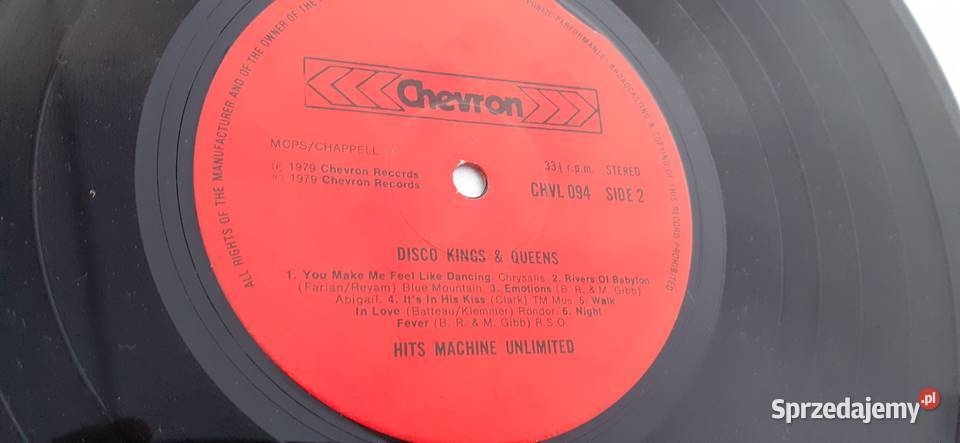 ALL RIGHTS OF THE MANUFACTURER AND OF THE OWNER OF THE
PUBLIC PERFORMANCE, BROADCASTING & COPYING OF THIS RECORD PROHIBITED
Chevron
MCPS/CHAPPELL
℗ 1979 Chevron Records
© 1979 Chevron Records
33⅓ r.p.m. STEREO
CHVL 094 SIDE 2
DISCO KINGS & QUEENS
1. You Make Me Feel Like Dancing. Chrysalis. 2. Rivers Of Babylon
(Farian/Reyam) Blue Mountain. 3. Emotions (B. R. & M. Gibb)
Abigail. 4. It's In His Kiss (Clark) TM Mus. 5. Walk
In Love (Batteau/Klemmer) Rondor. 6. Night
Fever (B. R. & M. Gibb) R.S.O.
HITS MACHINE UNLIMITED
Sprzedajemy.pl